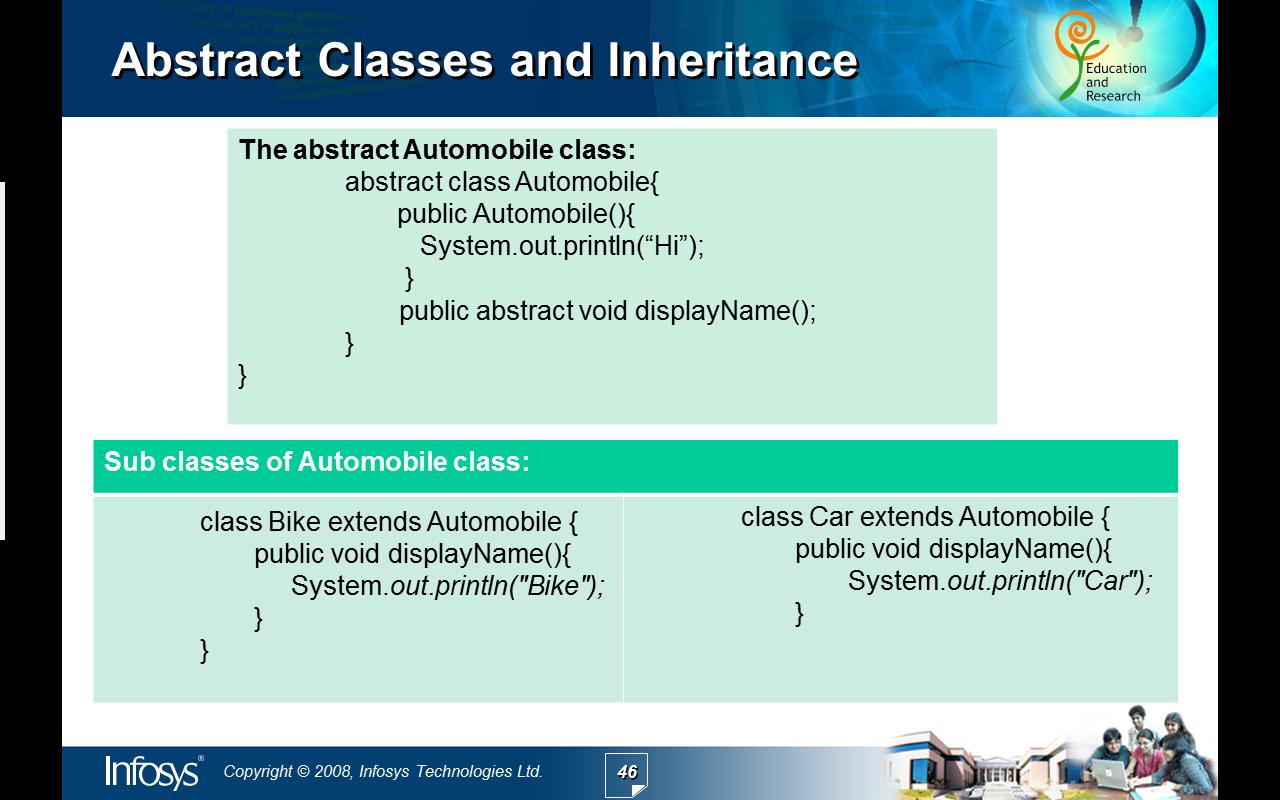 Abstract Classes and Inheritance
Education
and
Research
The abstract Automobile class:
abstract class Automobile{
public Automobile(){
System.out.println(“Hi”);
}
public abstract void displayName();
}
}
Sub classes of Automobile class:
class Bike extends Automobile {
public void displayName(){
System.out.println("Bike");
}
}
class Car extends Automobile {
public void displayName(){
System.out.println("Car");
}
Infosys®
Copyright © 2008, Infosys Technologies Ltd.
46